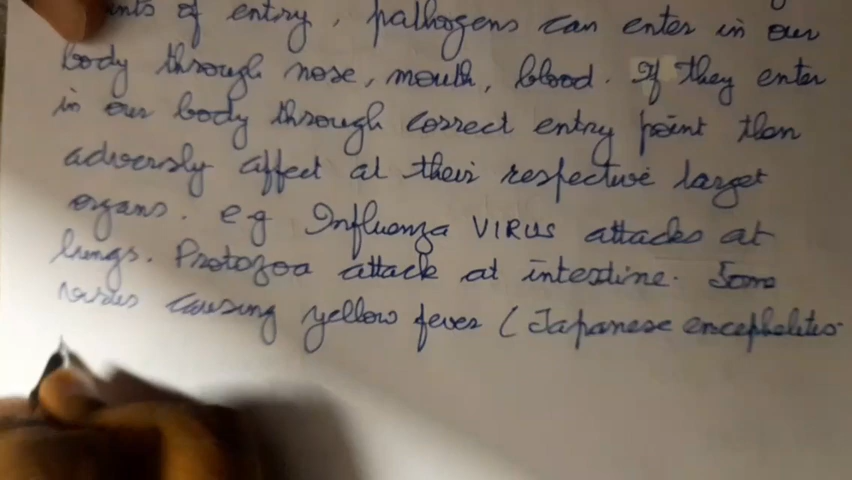 of entry, pathogens can enter in our
body through nose, mouth, blood. If they enter
in our body through correct entry point then
adversly affect at their respective target
organs. eg Influenza VIRUS attacks at
lungs. Protozoa attack at intestine. Some
causing yellow fever (Japanese encephalitis